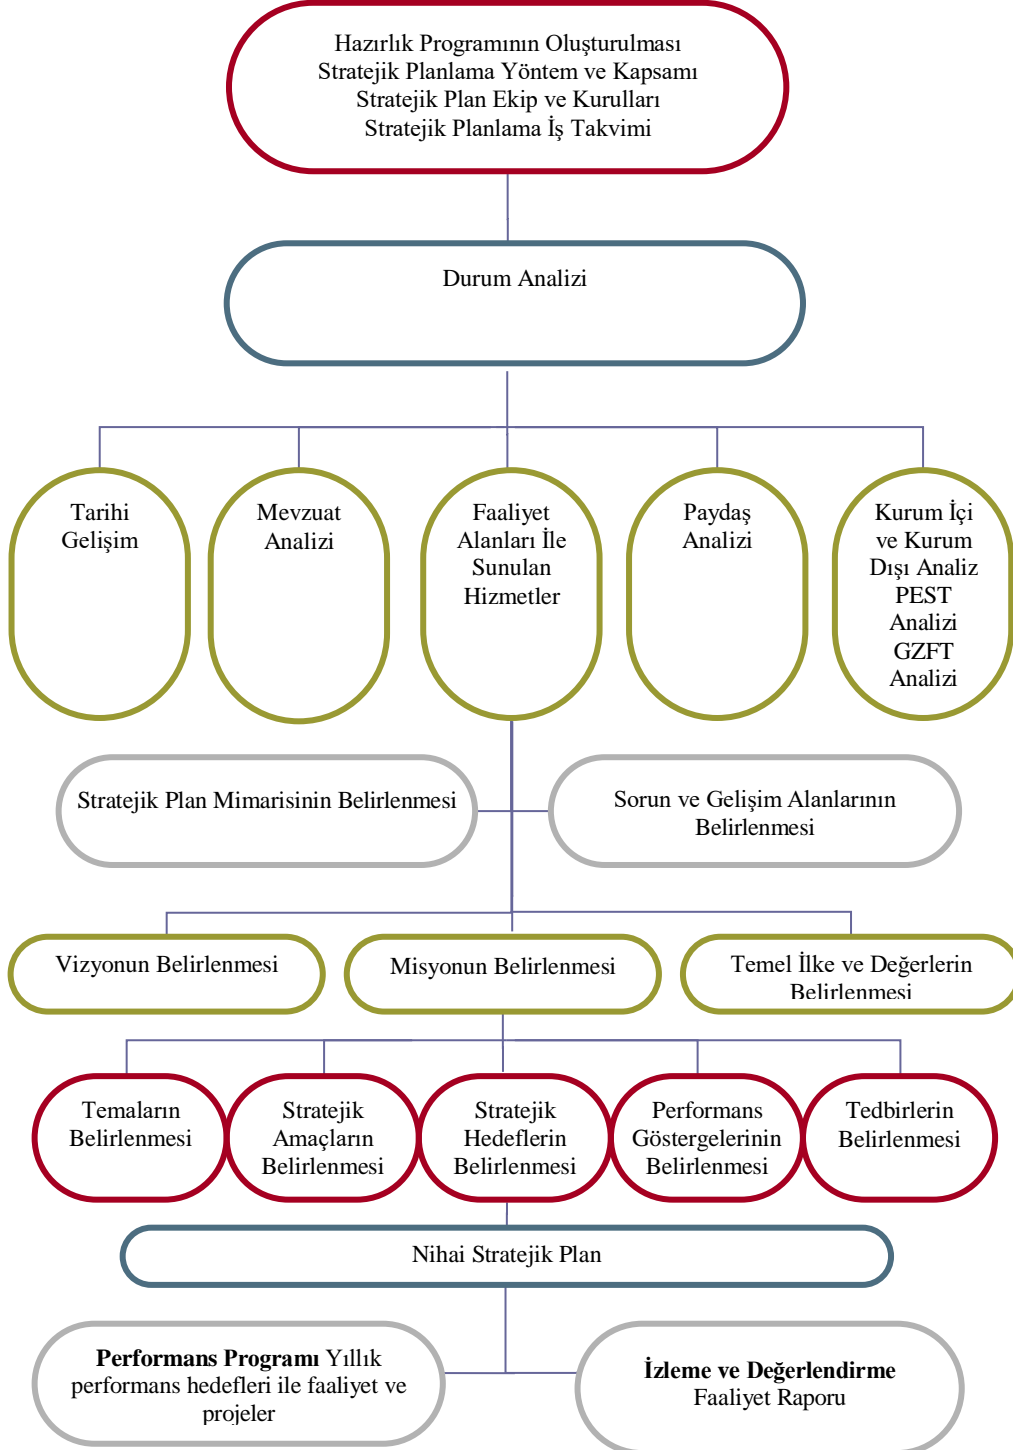 Hazırlık Programının Oluşturulması
Stratejik Planlama Yöntem ve Kapsamı
Stratejik Plan Ekip ve Kurulları
Stratejik Planlama İş Takvimi
Durum Analizi
Tarihi
Gelişim
Mevzuat
Analizi
Faaliyet
Alanları İle
Sunulan
Hizmetler
Paydaş
Analizi
Kurum İçi
ve Kurum
Dışı Analiz
PEST
Analizi
GZFT
Analizi
Stratejik Plan Mimarisinin Belirlenmesi
Sorun ve Gelişim Alanlarının
Belirlenmesi
Vizyonun Belirlenmesi
Misyonun Belirlenmesi
Temel İlke ve Değerlerin
Belirlenmesi
Temaların
Belirlenmesi
Stratejik
Amaçların
Belirlenmesi
Stratejik
Hedeflerin
Belirlenmesi
Performans
Göstergelerinin
Belirlenmesi
Tedbirlerin
Belirlenmesi
Nihai Stratejik Plan
Performans Programı Yıllık
performans hedefleri ile faaliyet ve
projeler
İzleme ve Değerlendirme
Faaliyet Raporu